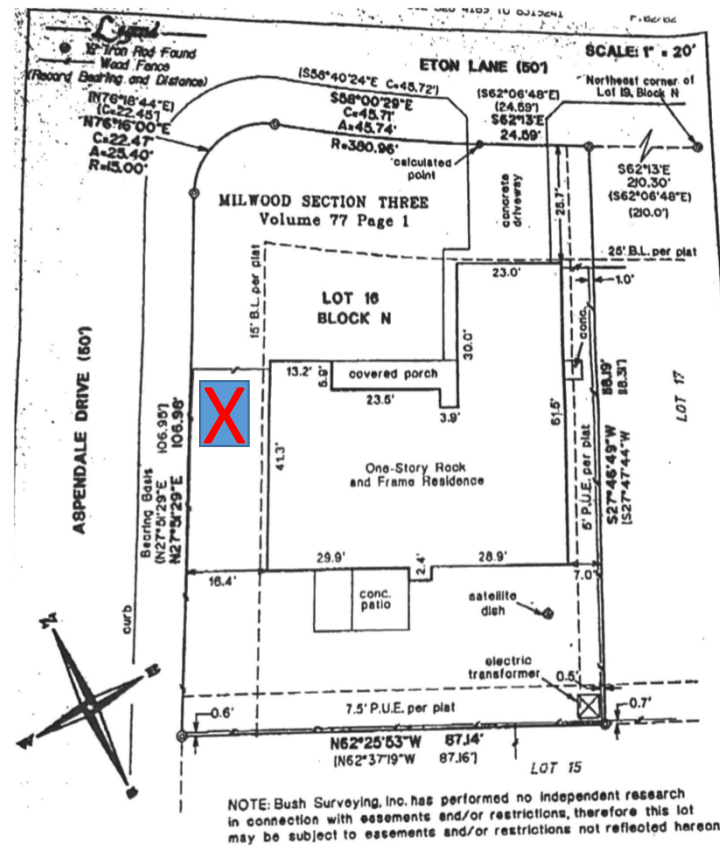 Legend
Iron Rod Found
Wood Fence
(Record Bearing and Distance)
SCALE: 1" = 20'
ETON LANE (50')
Northeast corner of
Lot 19, Block N
(S58°40'24"E C=45.72')
S58°00'29"E
C=45.71'
A=45.74'
R=380.96'
(N76°18'44"E)
(C=22.45')
N76°16'00"E
C=22.47'
A=25.40'
R=15.00'
(S62°06'48"E)
(24.59')
S62°13'E
24.59'
calculated
point
S62°13'E
210.30'
(S62°06'48"E)
(210.0')
MILWOOD SECTION THREE
Volume 77 Page 1
concrete
driveway
25.7'
25' B.L. per plat
15' B.L. per plat
LOT 16
BLOCK N
23.0'
1.0'
conc.
30.0'
13.2'
5.9'
covered porch
23.5'
3.9'
X
ASPENDALE DRIVE (50')
Bearing Basis
(N27°51'29"E 106.95')
N27°51'29"E 106.98'
41.3'
61.5'
One-Story Rock
and Frame Residence
5' P.U.E. per plat
S27°46'49"W 118.19'
(S27°47'44"W 118.31')
LOT 17
16.4'
29.9'
2.4'
28.9'
7.0'
conc.
patio
satellite
dish
curb
electric
transformer
0.5'
0.6'
7.5' P.U.E. per plat
0.7'
N62°25'53"W 87.14'
(N62°37'19"W 87.16')
LOT 15
NOTE: Bush Surveying, Inc. has performed no independent research
in connection with easements and/or restrictions, therefore this lot
may be subject to easements and/or restrictions not reflected hereon